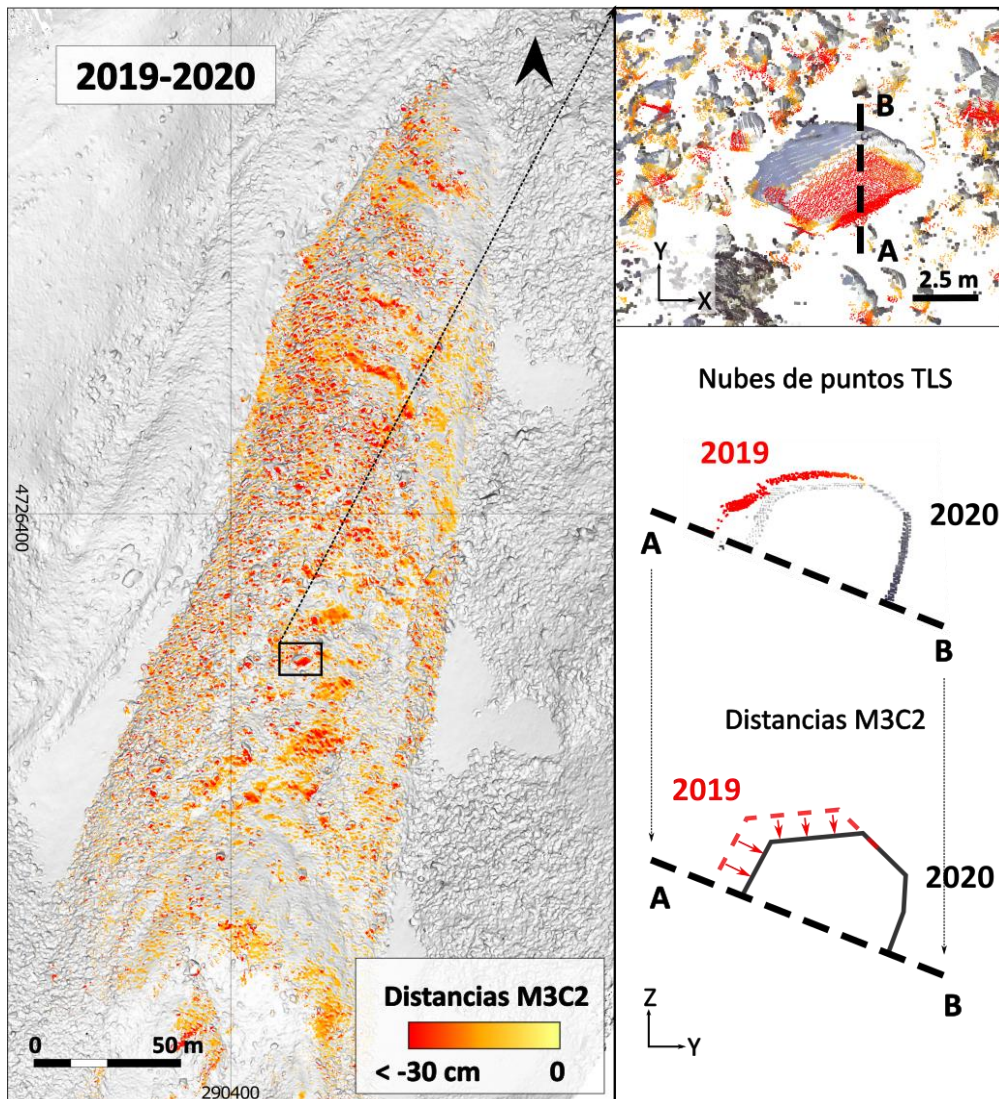 2019-2020
4726400
290400
0 50 m
Distancias M3C2
< -30 cm 0
B
A
Y
X
2.5 m
Nubes de puntos TLS
2019
2020
A
B
Distancias M3C2
2019
2020
A
B
Z
Y